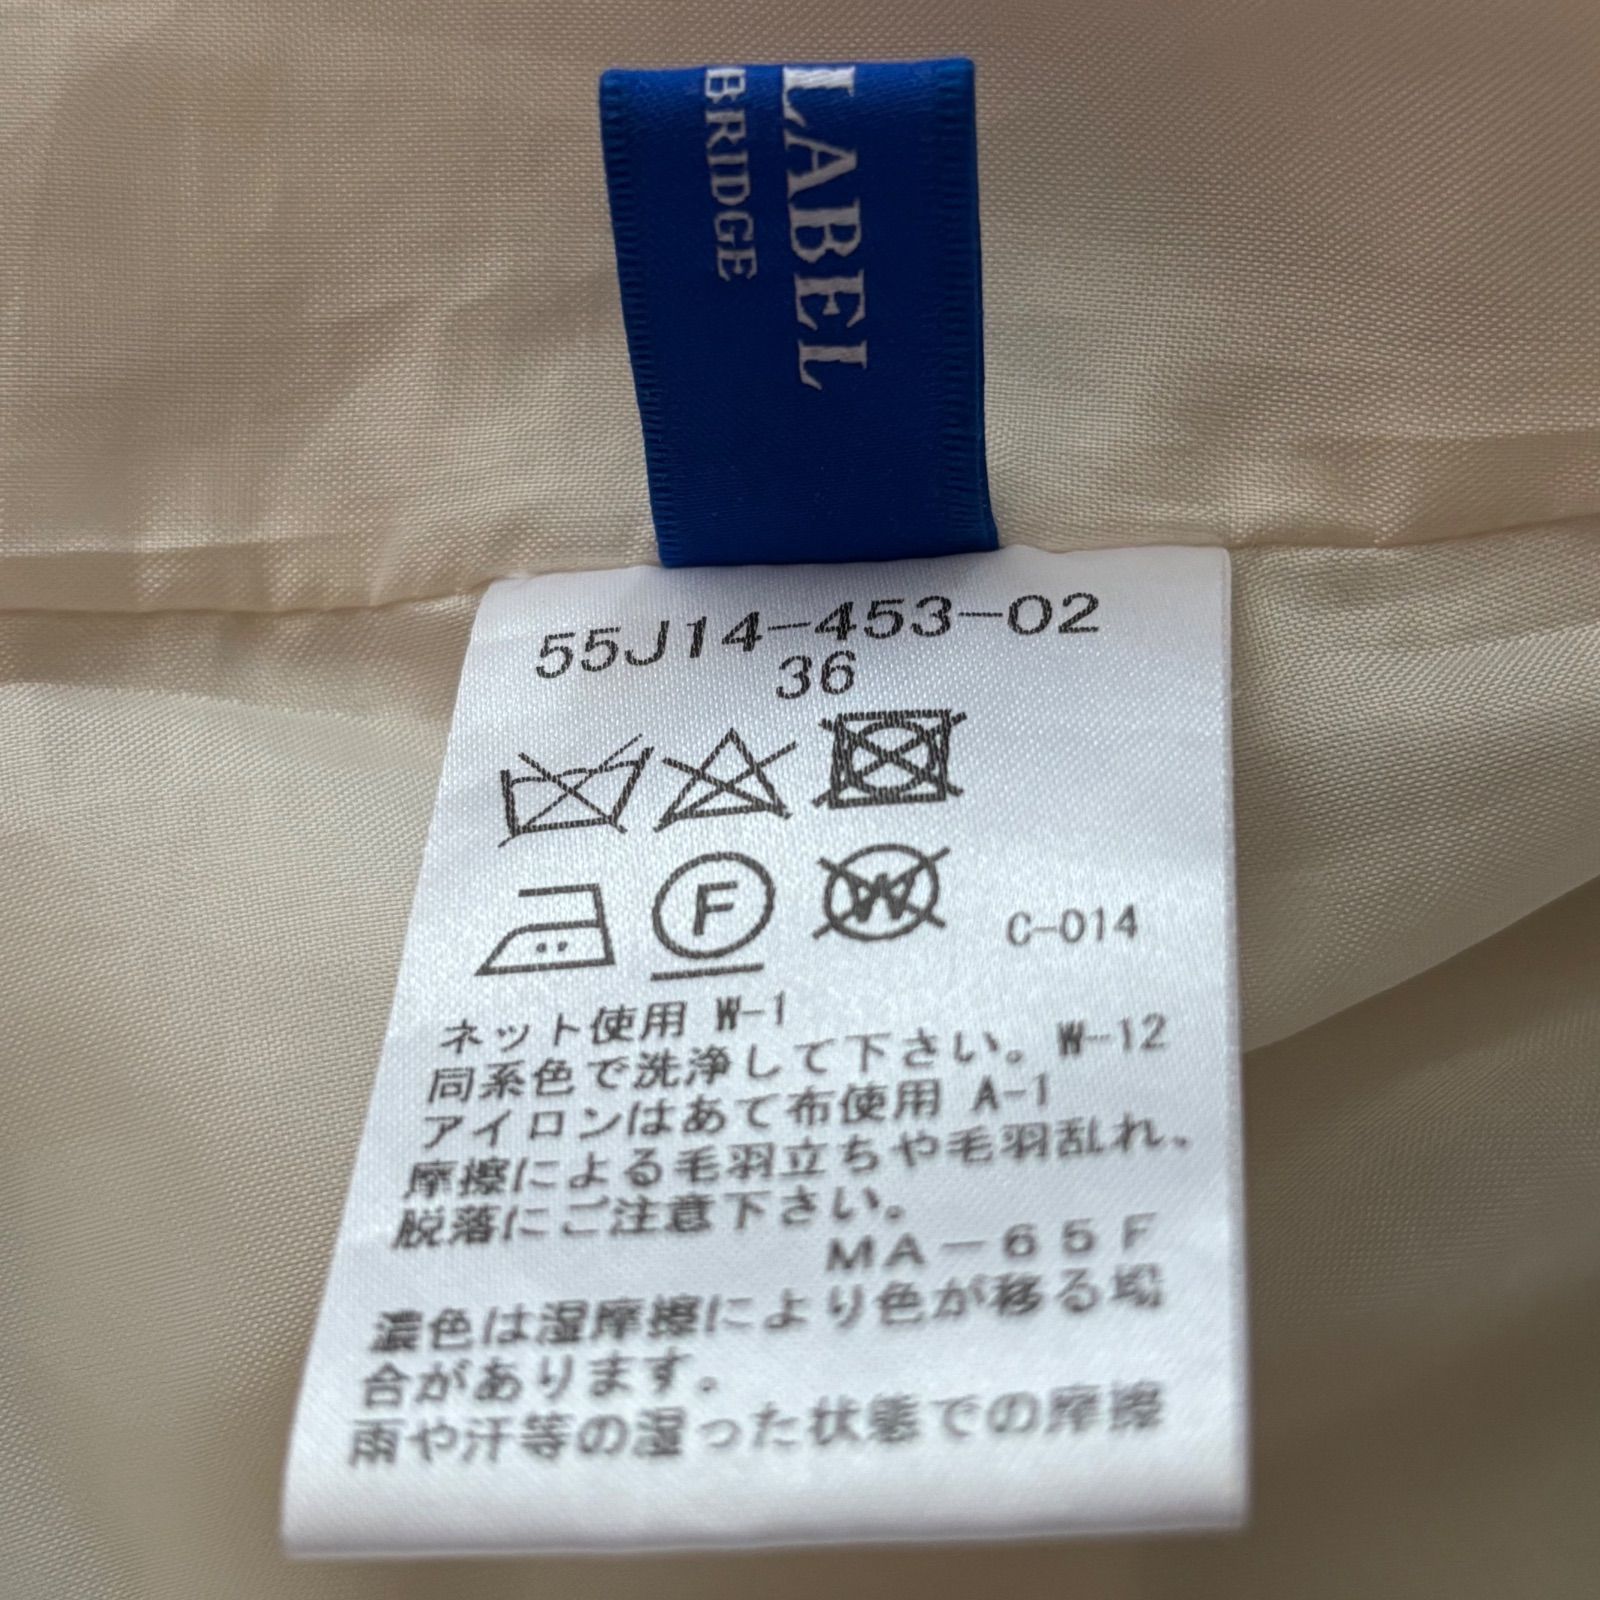 LABEL
BRIDGE
55J14-453-02
36
F
W
C-014
ネット使用 W-1
同系色で洗浄して下さい。W-12
アイロンはあて布使用 A-1
摩擦による毛羽立ちや毛羽乱れ、
脱落にご注意下さい。
MA-65F
濃色は湿摩擦により色が移る場
合があります。
雨や汗等の湿った状態での摩擦